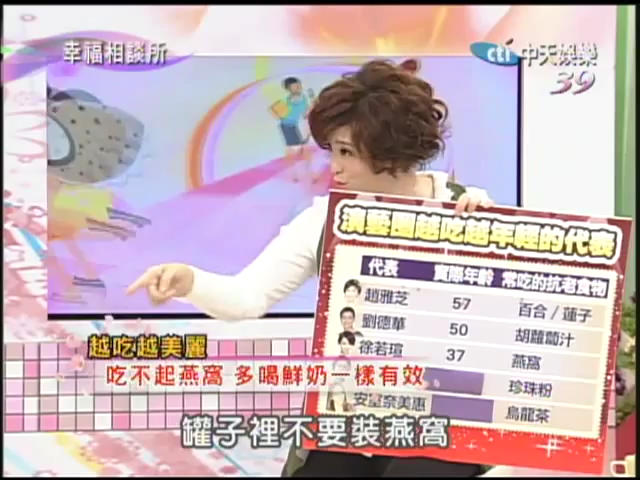 幸福相談所
cti 中天娛樂
39
演藝圈越吃越年輕的代表
代表 實際年齡 常吃的抗老食物
趙雅芝 57 百合/蓮子
劉德華 50 胡蘿蔔汁
徐若瑄 37 燕窩
珍珠粉
安室奈美惠 烏龍茶
越吃越美麗
吃不起燕窩 多喝鮮奶一樣有效
罐子裡不要裝燕窩